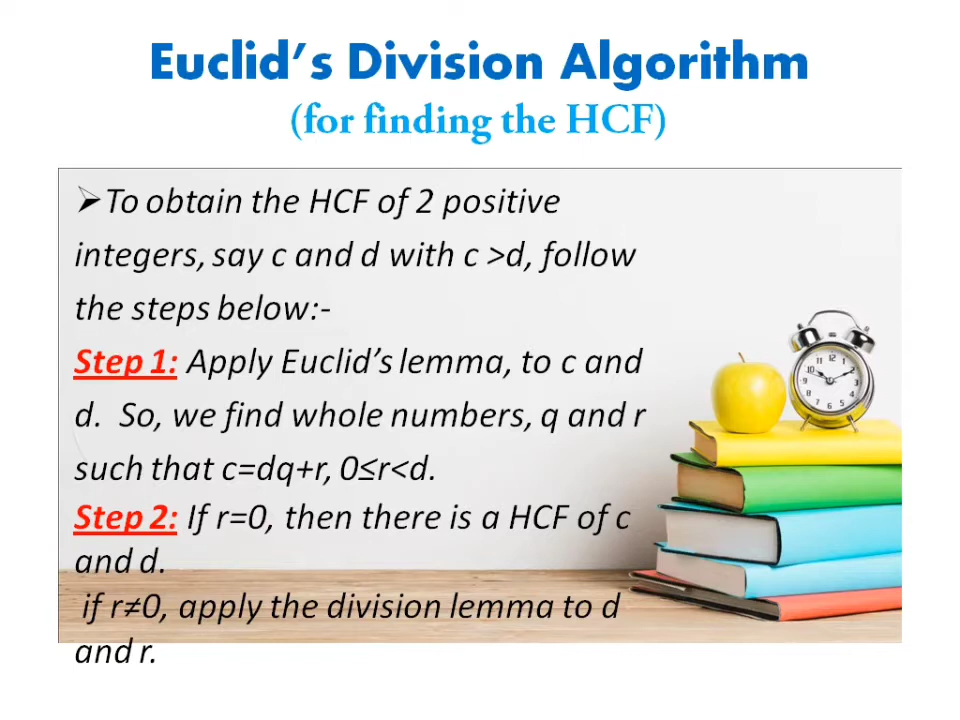 Euclid’s Division Algorithm
(for finding the HCF)
➢To obtain the HCF of 2 positive
integers, say c and d with c >d, follow
the steps below:-
Step 1: Apply Euclid’s lemma, to c and
d. So, we find whole numbers, q and r
such that c=dq+r, 0≤r<d.
Step 2: If r=0, then there is a HCF of c
and d.
if r≠0, apply the division lemma to d
and r.